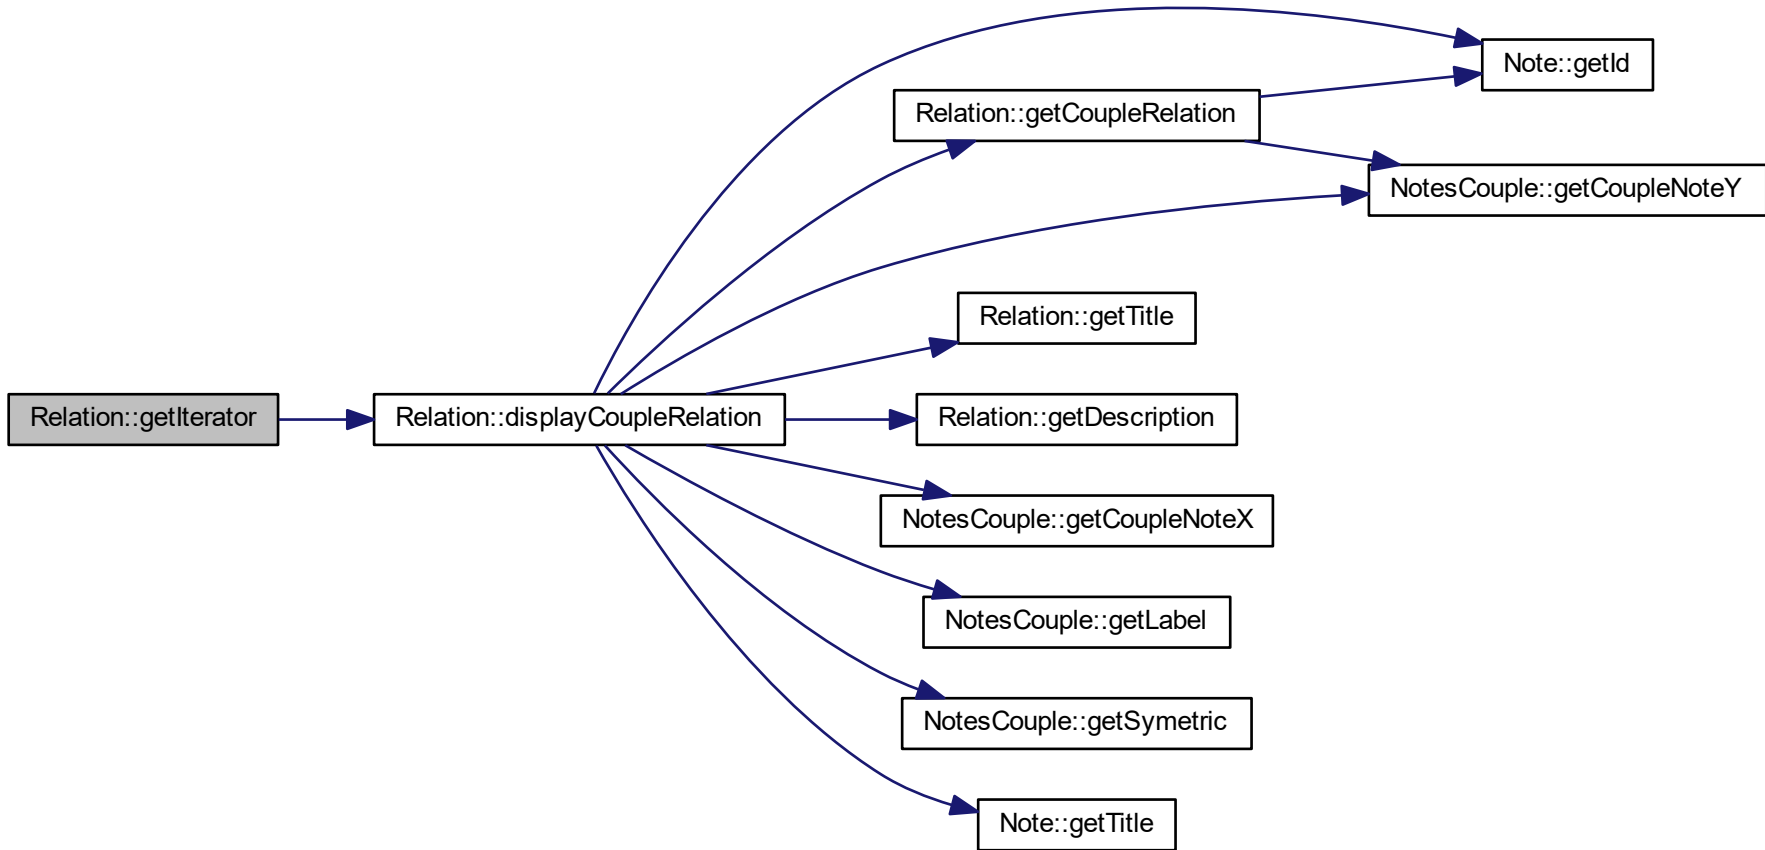 Note::getId
Relation::getCoupleRelation
NotesCouple::getCoupleNoteY
Relation::getTitle
Relation::getIterator
Relation::displayCoupleRelation
Relation::getDescription
NotesCouple::getCoupleNoteX
NotesCouple::getLabel
NotesCouple::getSymetric
Note::getTitle